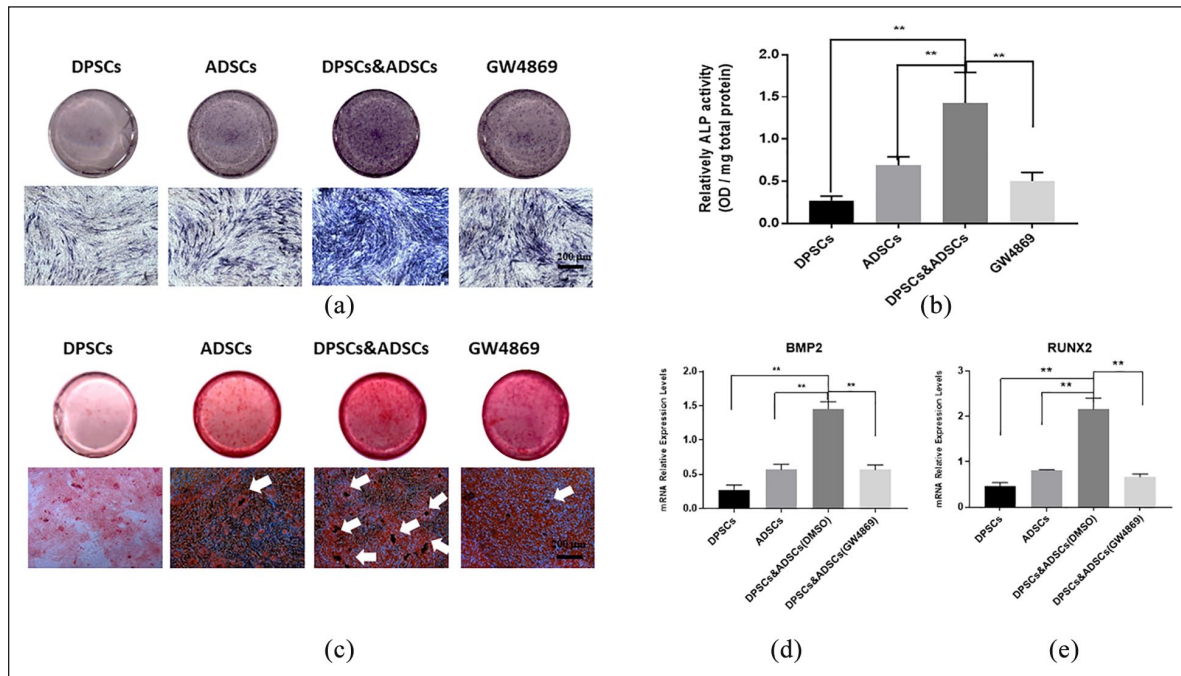 DPSCs ADSCs DPSCs&ADSCs GW4869
200 μm
(a)
**
** **
Relatively ALP activity
(OD / mg total protein)
2.0
1.5
1.0
0.5
0.0
DPSCs ADSCs DPSCs&ADSCs GW4869
(b)
DPSCs ADSCs DPSCs&ADSCs GW4869
200 μm
(c)
BMP2
**
** **
mRNA Relative Expression Levels
2.0
1.5
1.0
0.5
0.0
DPSCs ADSCs DPSCs&ADSCs(DMSO) DPSCs&ADSCs(GW4869)
(d)
RUNX2
**
** **
mRNA Relative Expression Levels
3
2
1
0
DPSCs ADSCs DPSCs&ADSCs(DMSO) DPSCs&ADSCs(GW4869)
(e)